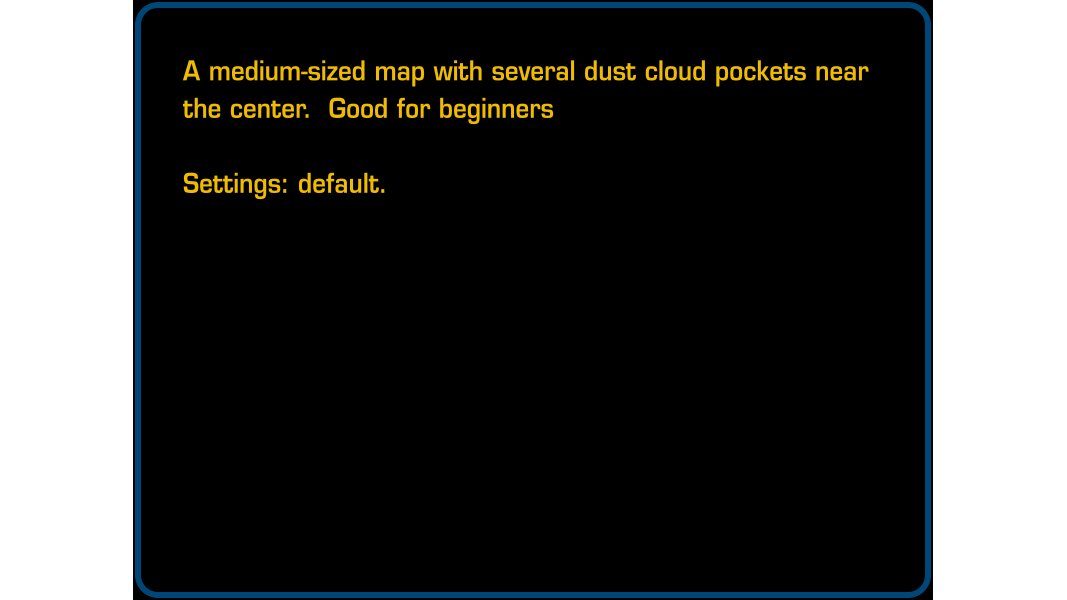 A medium-sized map with several dust cloud pockets near
the center.  Good for beginners
Settings: default.